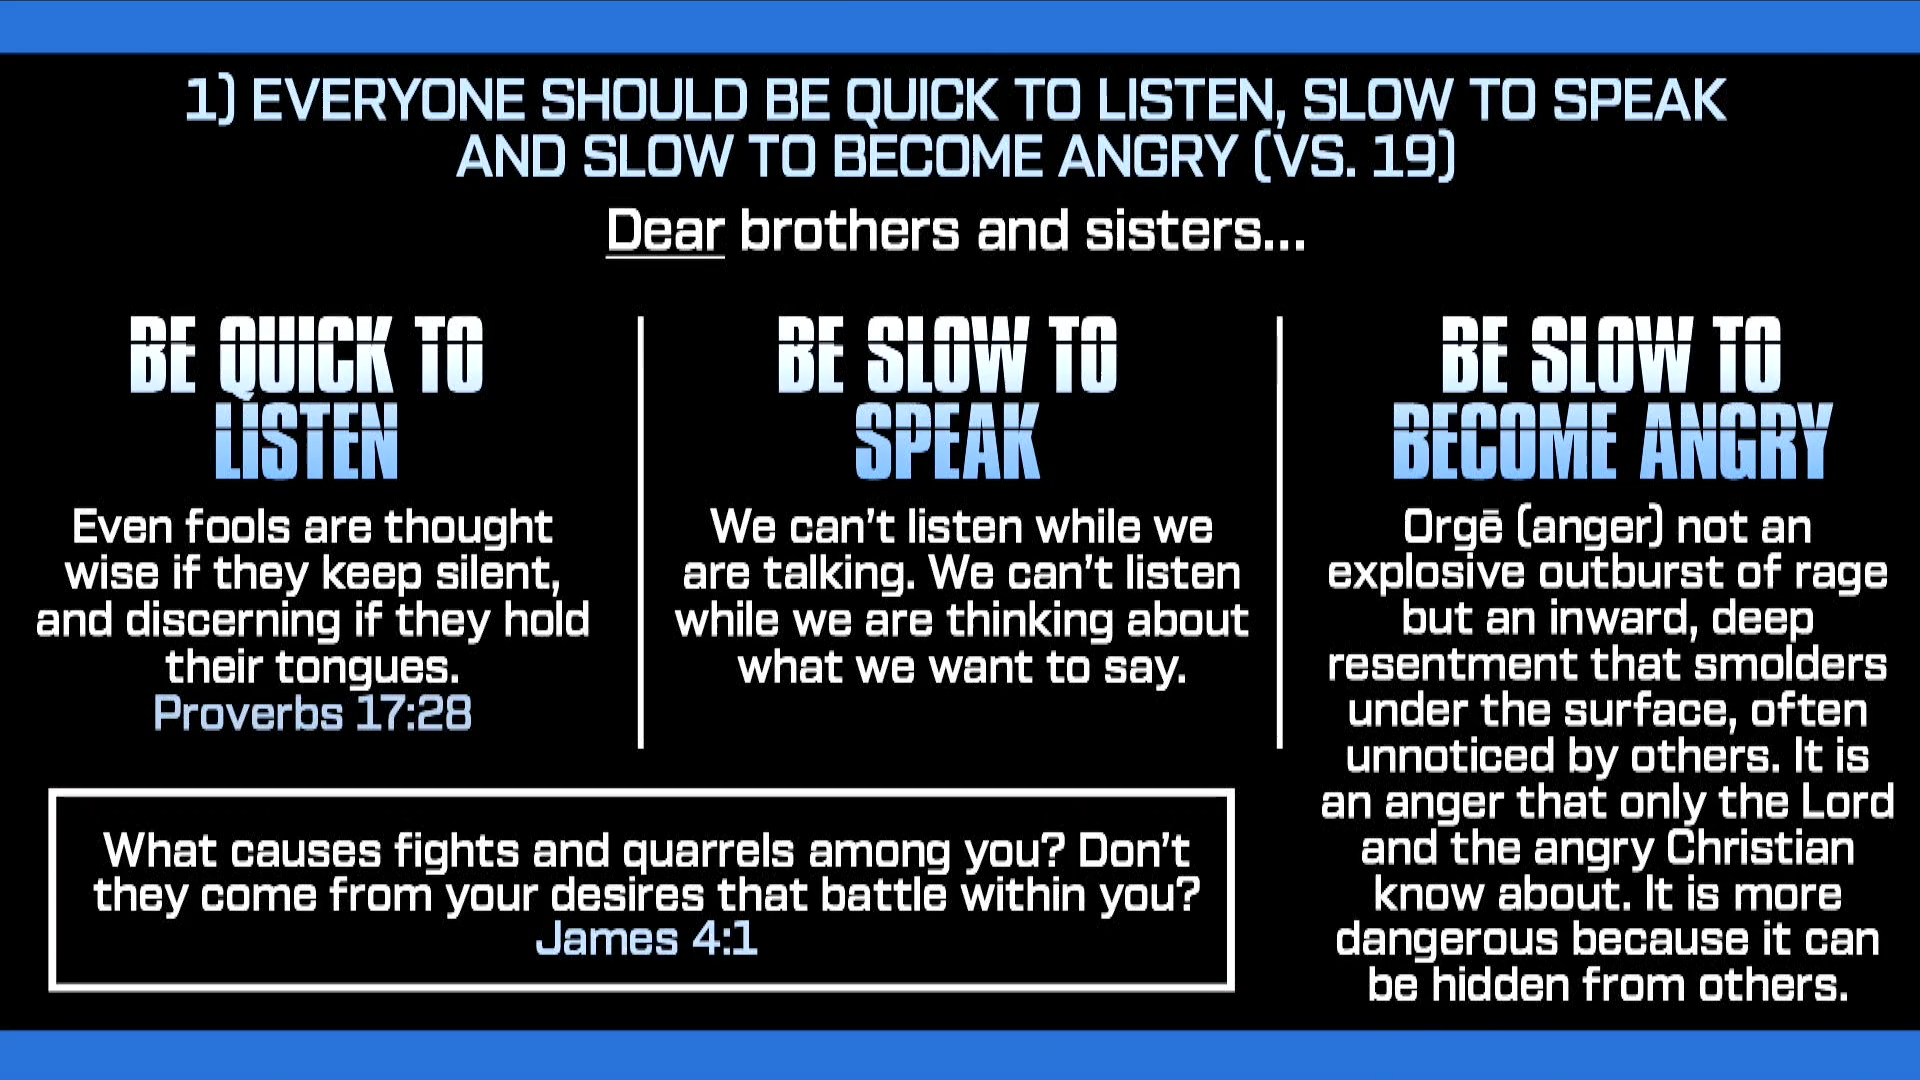 1) EVERYONE SHOULD BE QUICK TO LISTEN, SLOW TO SPEAK
AND SLOW TO BECOME ANGRY (VS. 19)
Dear brothers and sisters...
BE QUICK TO
LISTEN
Even fools are thought
wise if they keep silent,
and discerning if they hold
their tongues.
Proverbs 17:28
BE SLOW TO
SPEAK
We can't listen while we
are talking. We can't listen
while we are thinking about
what we want to say.
BE SLOW TO
BECOME ANGRY
Orgē (anger) not an
explosive outburst of rage
but an inward, deep
resentment that smolders
under the surface, often
unnoticed by others. It is
an anger that only the Lord
and the angry Christian
know about. It is more
dangerous because it can
be hidden from others.
What causes fights and quarrels among you? Don't
they come from your desires that battle within you?
James 4:1